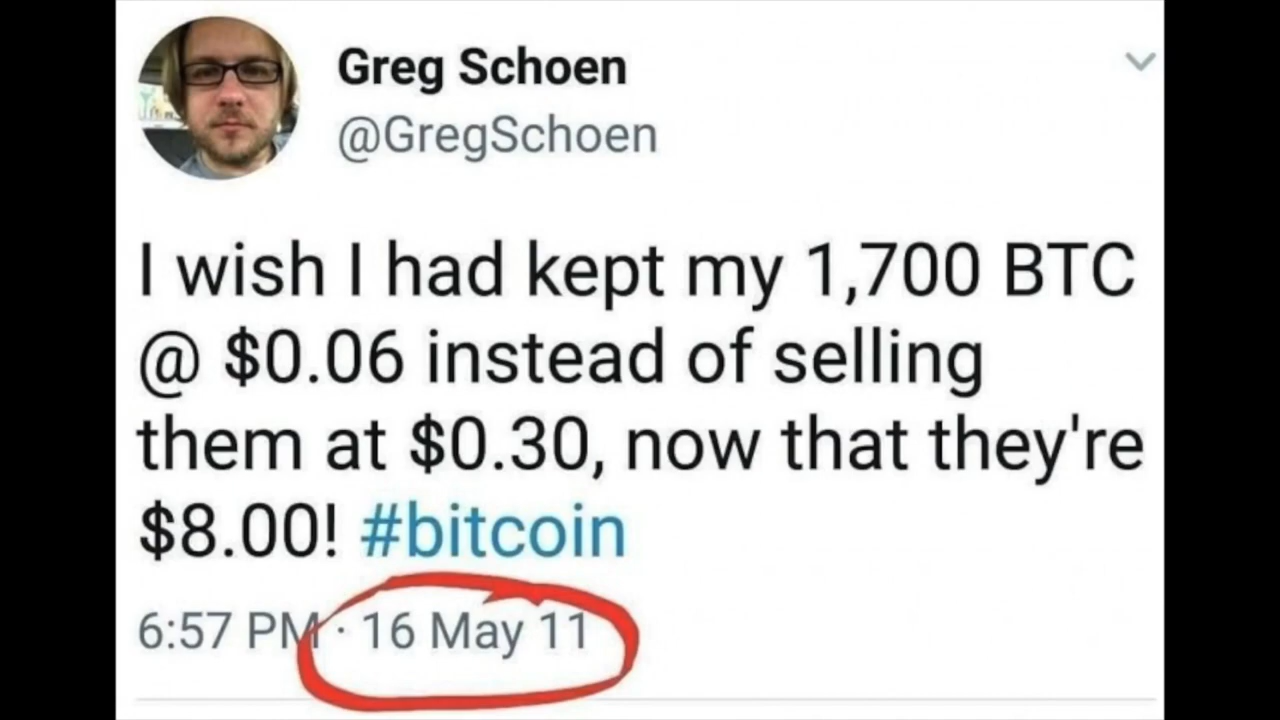 Greg Schoen
@GregSchoen
I wish I had kept my 1,700 BTC
@ $0.06 instead of selling
them at $0.30, now that they're
$8.00! #bitcoin
6:57 PM · 16 May 11